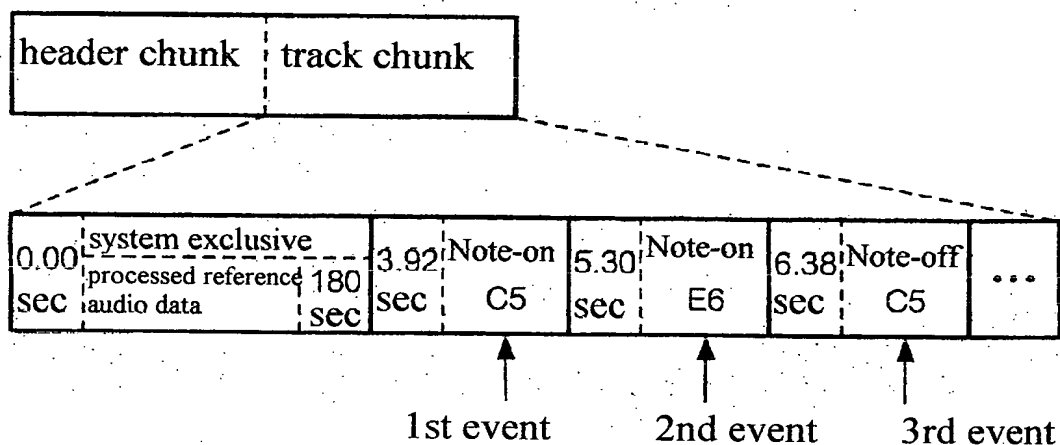 header chunk track chunk
0.00 sec
system exclusive
processed reference audio data
180 sec
3.92 sec
Note-on C5
5.30 sec
Note-on E6
6.38 sec
Note-off C5
...
1st event 2nd event 3rd event